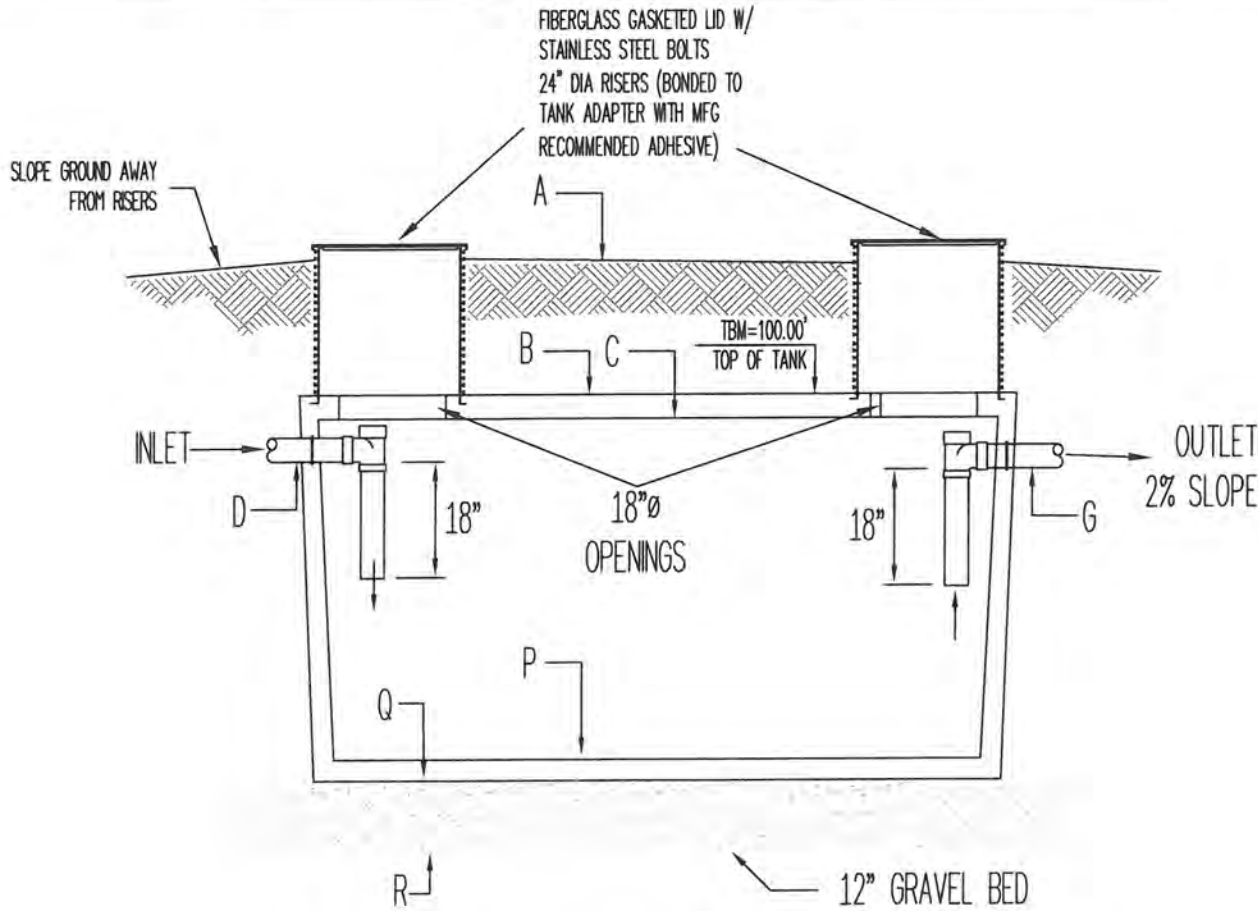 FIBERGLASS GASKETED LID W/
STAINLESS STEEL BOLTS
24" DIA RISERS (BONDED TO
TANK ADAPTER WITH MFG
RECOMMENDED ADHESIVE)
SLOPE GROUND AWAY
FROM RISERS
A
B
C
TBM=100.00'
TOP OF TANK
INLET
D
18"
18"Ø
OPENINGS
18"
G
OUTLET
2% SLOPE
P
Q
R
12" GRAVEL BED